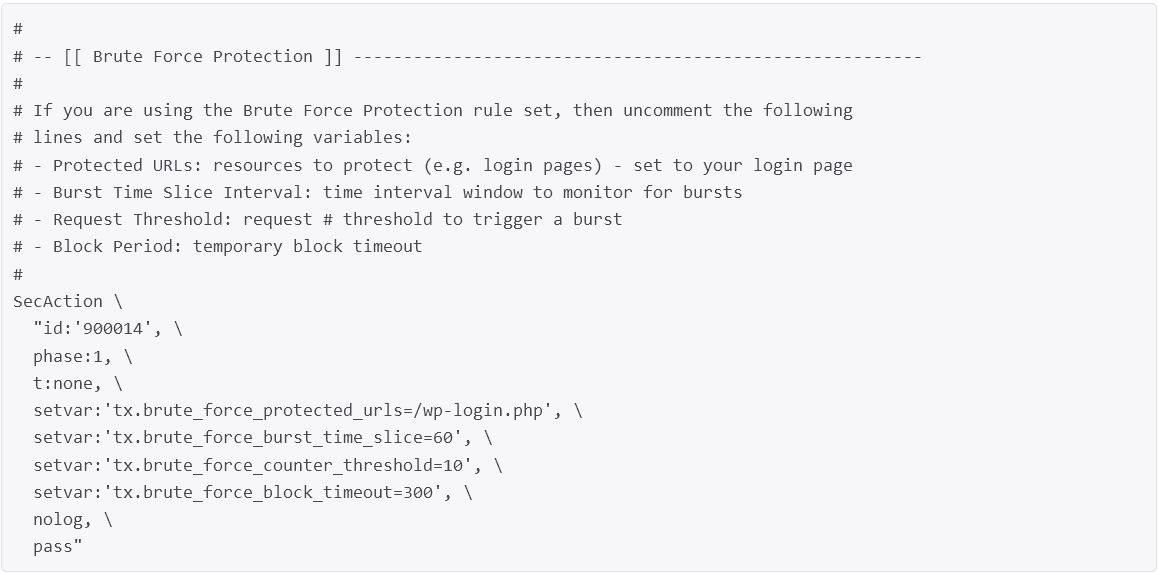 #
# -- [[ Brute Force Protection ]] ---------------------------------------------------------
#
# If you are using the Brute Force Protection rule set, then uncomment the following
# lines and set the following variables:
# - Protected URLs: resources to protect (e.g. login pages) - set to your login page
# - Burst Time Slice Interval: time interval window to monitor for bursts
# - Request Threshold: request # threshold to trigger a burst
# - Block Period: temporary block timeout
#
SecAction \
  "id:'900014', \
  phase:1, \
  t:none, \
  setvar:'tx.brute_force_protected_urls=/wp-login.php', \
  setvar:'tx.brute_force_burst_time_slice=60', \
  setvar:'tx.brute_force_counter_threshold=10', \
  setvar:'tx.brute_force_block_timeout=300', \
  nolog, \
  pass"